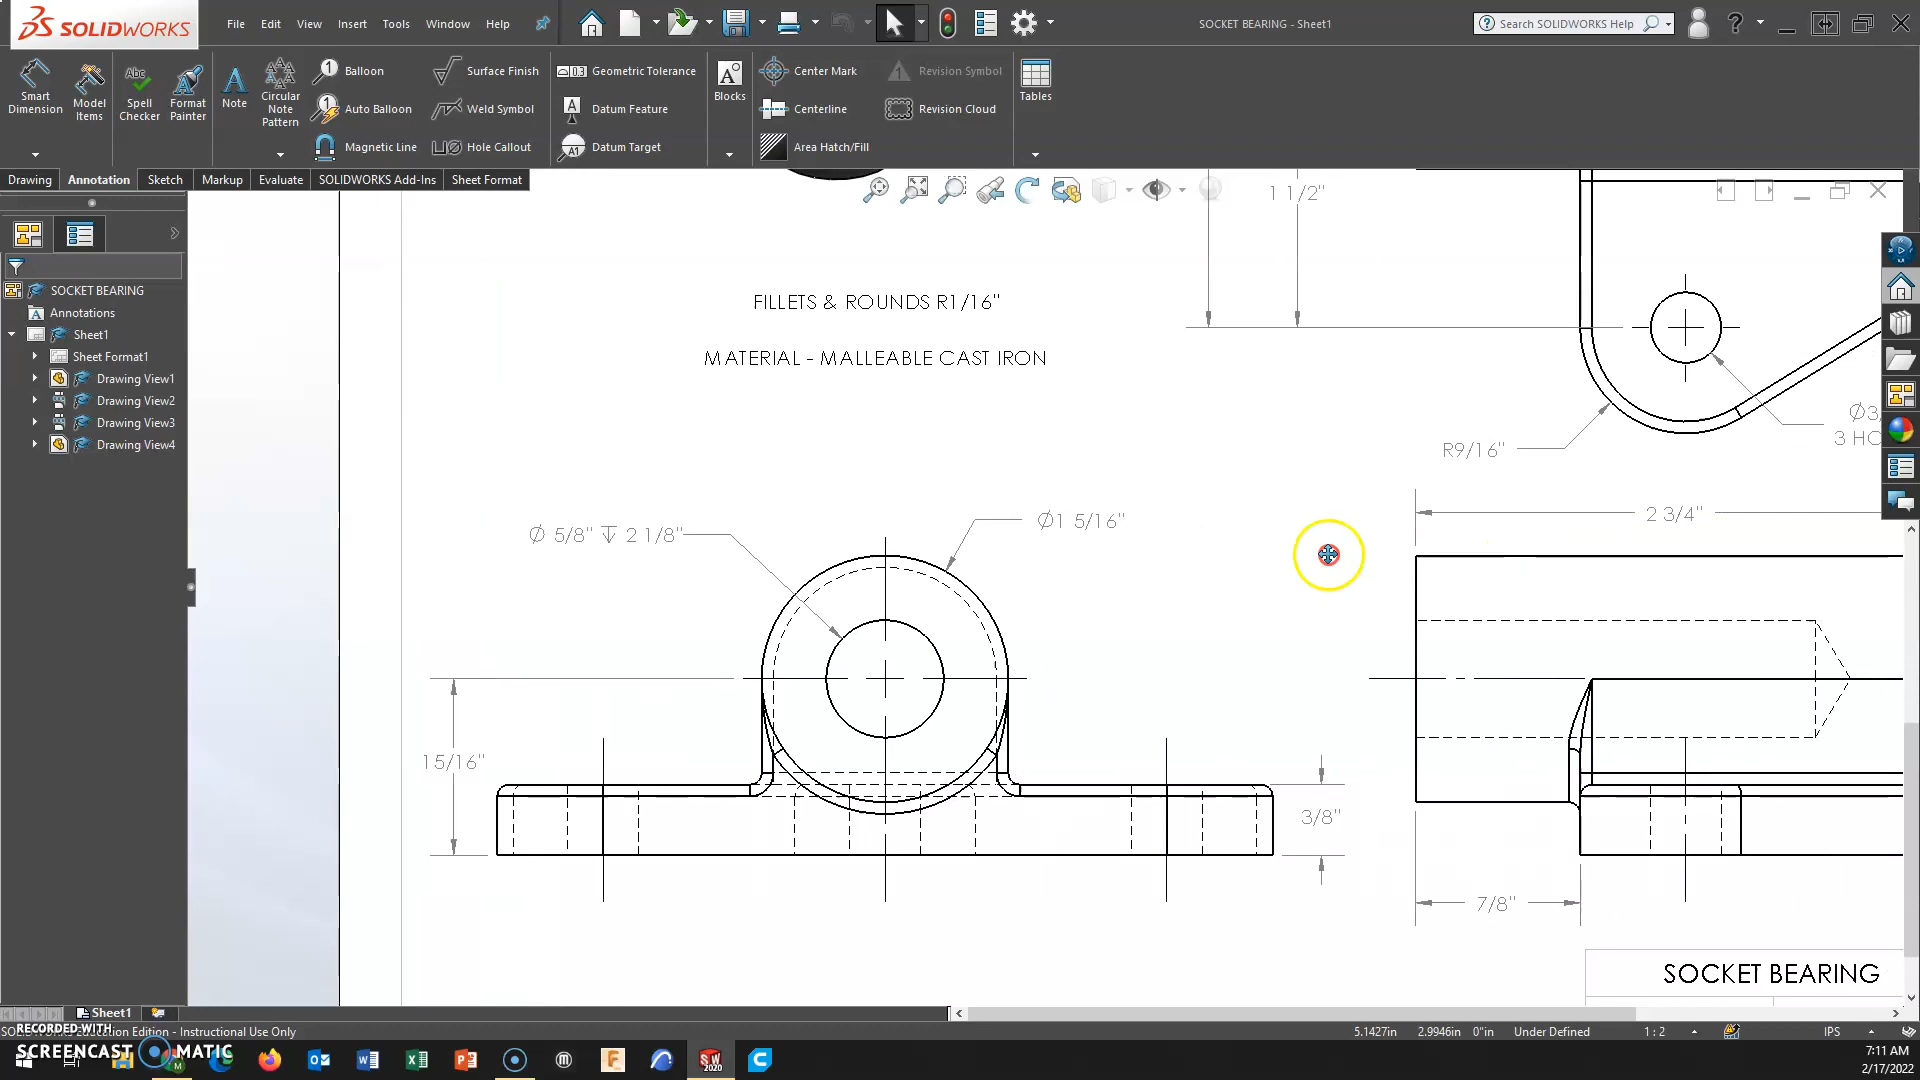 SOLIDWORKS
File Edit View Insert Tools Window Help
SOCKET BEARING - Sheet1
Search SOLIDWORKS Help
Smart Dimension
Model Items
Spell Checker
Format Painter
Note
Circular Note Pattern
Balloon
Auto Balloon
Magnetic Line
Surface Finish
Weld Symbol
Hole Callout
Geometric Tolerance
Datum Feature
Datum Target
Blocks
Center Mark
Centerline
Area Hatch/Fill
Revision Symbol
Revision Cloud
Tables
Drawing Annotation Sketch Markup Evaluate SOLIDWORKS Add-Ins Sheet Format
SOCKET BEARING
Annotations
Sheet1
Sheet Format1
Drawing View1
Drawing View2
Drawing View3
Drawing View4
1 1/2"
FILLETS & ROUNDS R1/16"
MATERIAL - MALLEABLE CAST IRON
R9/16"
Ø3/
3 HO
2 3/4"
Ø 5/8" ↧ 2 1/8"
Ø1 5/16"
15/16"
3/8"
7/8"
SOCKET BEARING
Sheet1
5.1427in 2.9946in 0"in Under Defined 1 : 2 IPS
RECORDED WITH
SCREENCAST MATIC
7:11 AM
2/17/2022